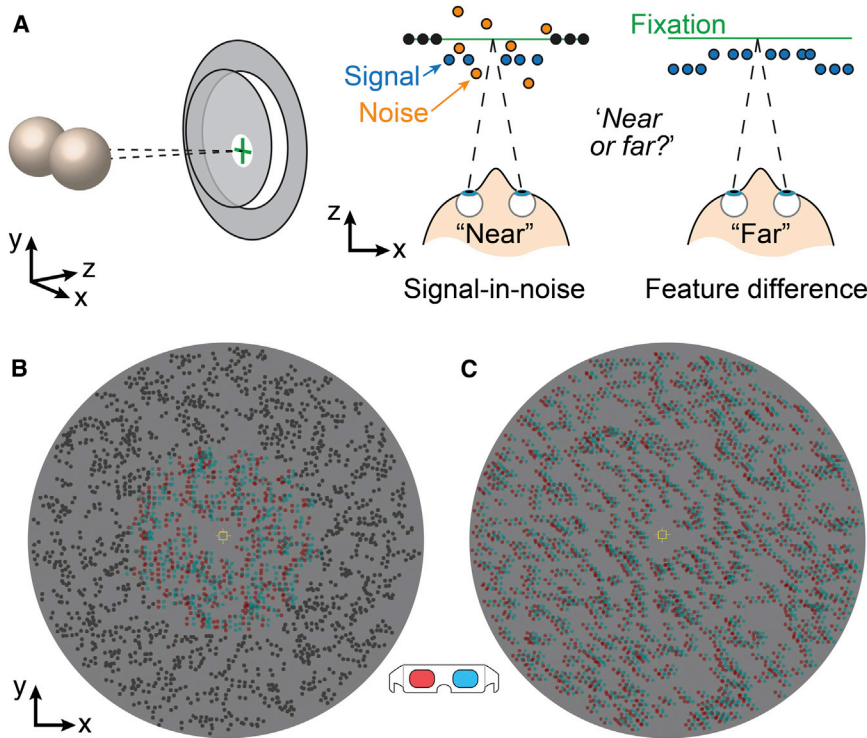 A
y
z
x
Signal
Noise
z
x
"Near"
Signal-in-noise
Fixation
'Near
or far?'
"Far"
Feature difference
B
C
y
x